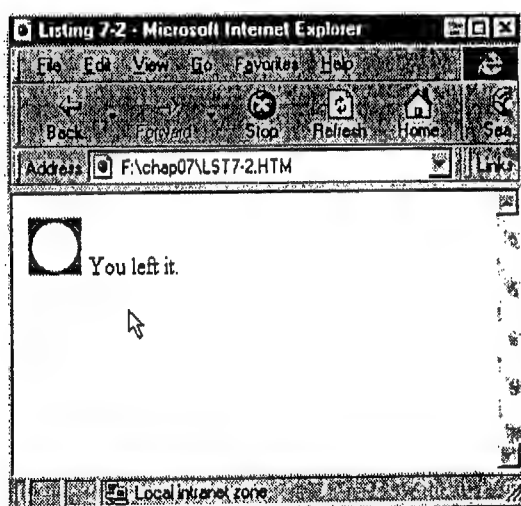 Listing 7-2 - Microsoft Internet Explorer
File Edit View Go Favorites Help
Back Forward Stop Refresh Home Sea
Address F:\chap07\LST7-2.HTM Links
You left it.
Local intranet zone